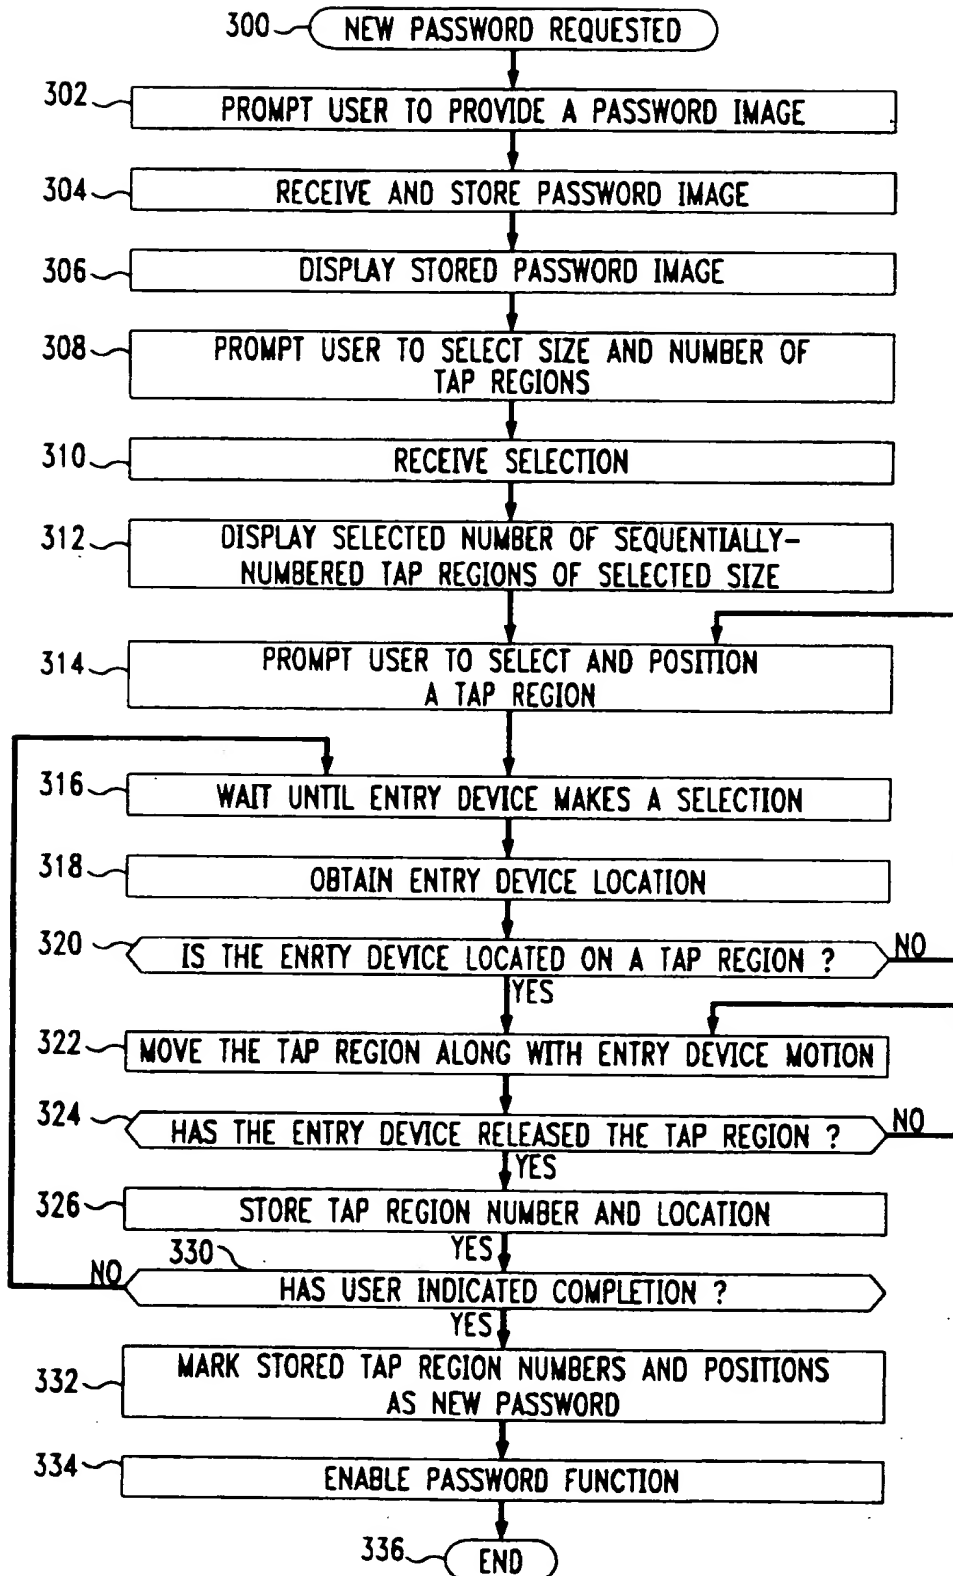 300 NEW PASSWORD REQUESTED
302 PROMPT USER TO PROVIDE A PASSWORD IMAGE
304 RECEIVE AND STORE PASSWORD IMAGE
306 DISPLAY STORED PASSWORD IMAGE
308 PROMPT USER TO SELECT SIZE AND NUMBER OF
TAP REGIONS
310 RECEIVE SELECTION
312 DISPLAY SELECTED NUMBER OF SEQUENTIALLY-
NUMBERED TAP REGIONS OF SELECTED SIZE
314 PROMPT USER TO SELECT AND POSITION
A TAP REGION
316 WAIT UNTIL ENTRY DEVICE MAKES A SELECTION
318 OBTAIN ENTRY DEVICE LOCATION
320 IS THE ENRTY DEVICE LOCATED ON A TAP REGION ? NO
YES
322 MOVE THE TAP REGION ALONG WITH ENTRY DEVICE MOTION
324 HAS THE ENTRY DEVICE RELEASED THE TAP REGION ? NO
YES
326 STORE TAP REGION NUMBER AND LOCATION
YES
330
NO HAS USER INDICATED COMPLETION ?
YES
332 MARK STORED TAP REGION NUMBERS AND POSITIONS
AS NEW PASSWORD
334 ENABLE PASSWORD FUNCTION
336 END